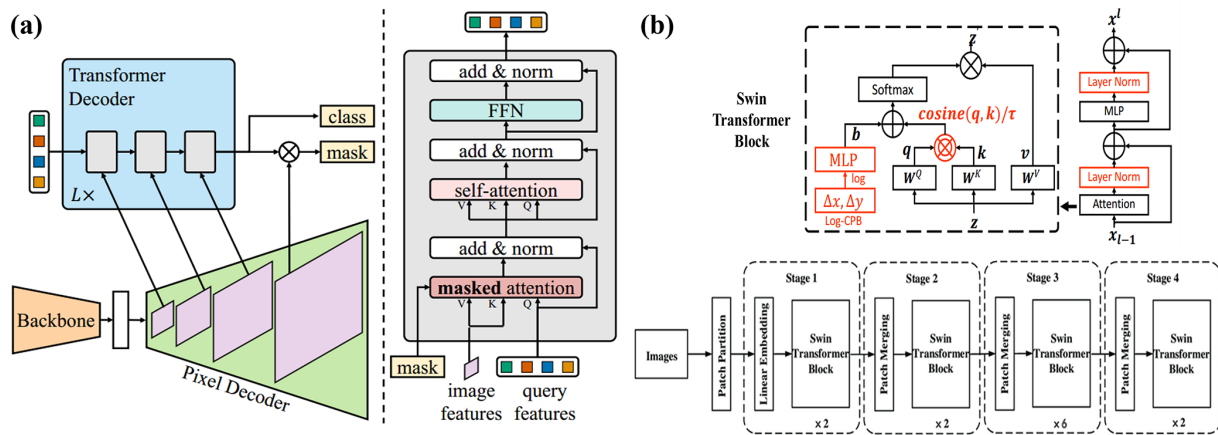 (a)
Transformer
Decoder
L×
class
mask
Backbone
Pixel Decoder
add & norm
FFN
add & norm
self-attention
V K Q
add & norm
masked attention
V K Q
mask
image
features
query
features
(b)
Swin
Transformer
Block
z
Softmax
cosine(q, k)/τ
b
MLP
log
Δx, Δy
Log-CPB
q
k
v
W^Q
W^K
W^V
z
x^l
Layer Norm
MLP
Layer Norm
Attention
x_{l-1}
Images
Patch Partition
Stage 1
Linear Embedding
Swin
Transformer
Block
x 2
Stage 2
Patch Merging
Swin
Transformer
Block
x 2
Stage 3
Patch Merging
Swin
Transformer
Block
x 6
Stage 4
Patch Merging
Swin
Transformer
Block
x 2